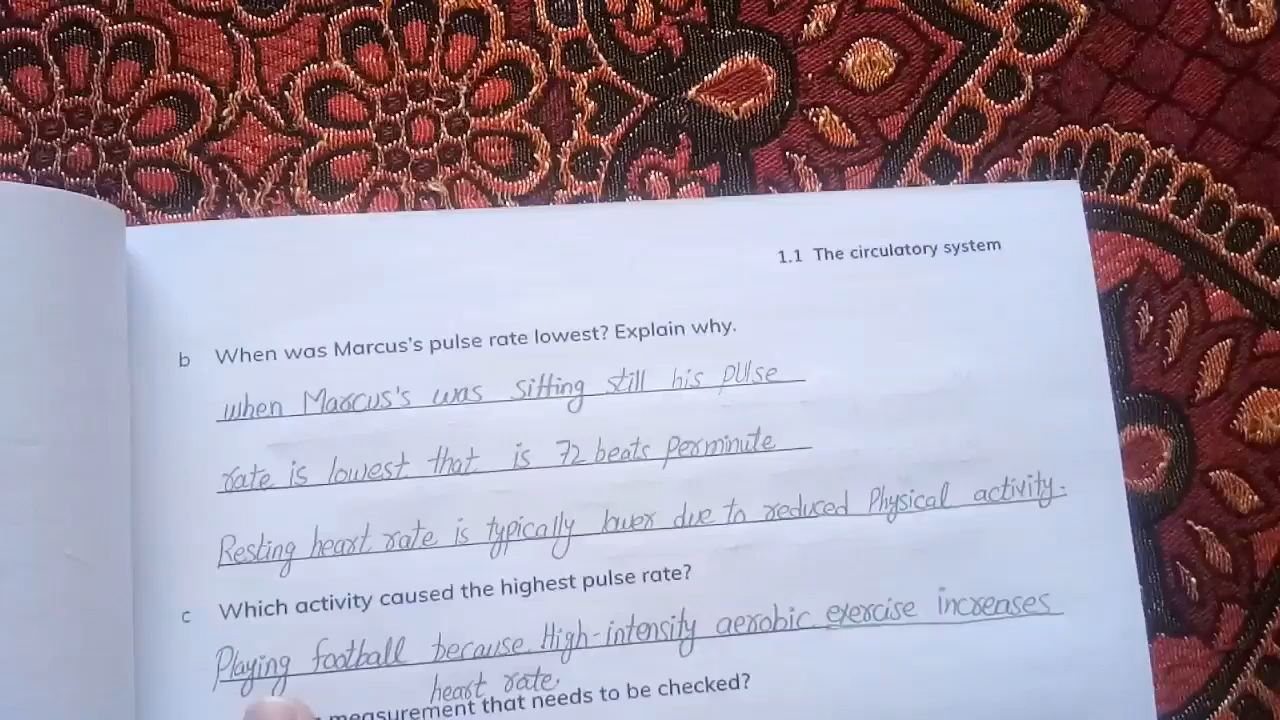 1.1 The circulatory system
b When was Marcus's pulse rate lowest? Explain why.
when Marcus's was sitting still his pulse
rate is lowest that is 72 beats perminute
Resting heart rate is typically lower due to reduced Physical activity.
c Which activity caused the highest pulse rate?
Playing football because High-intensity aerobic exercise increases
heart rate.
measurement that needs to be checked?